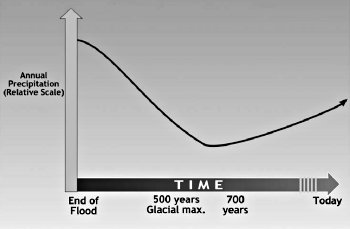 Annual
Precipitation
(Relative Scale)
TIME
End of
Flood
500 years
Glacial max.
700
years
Today